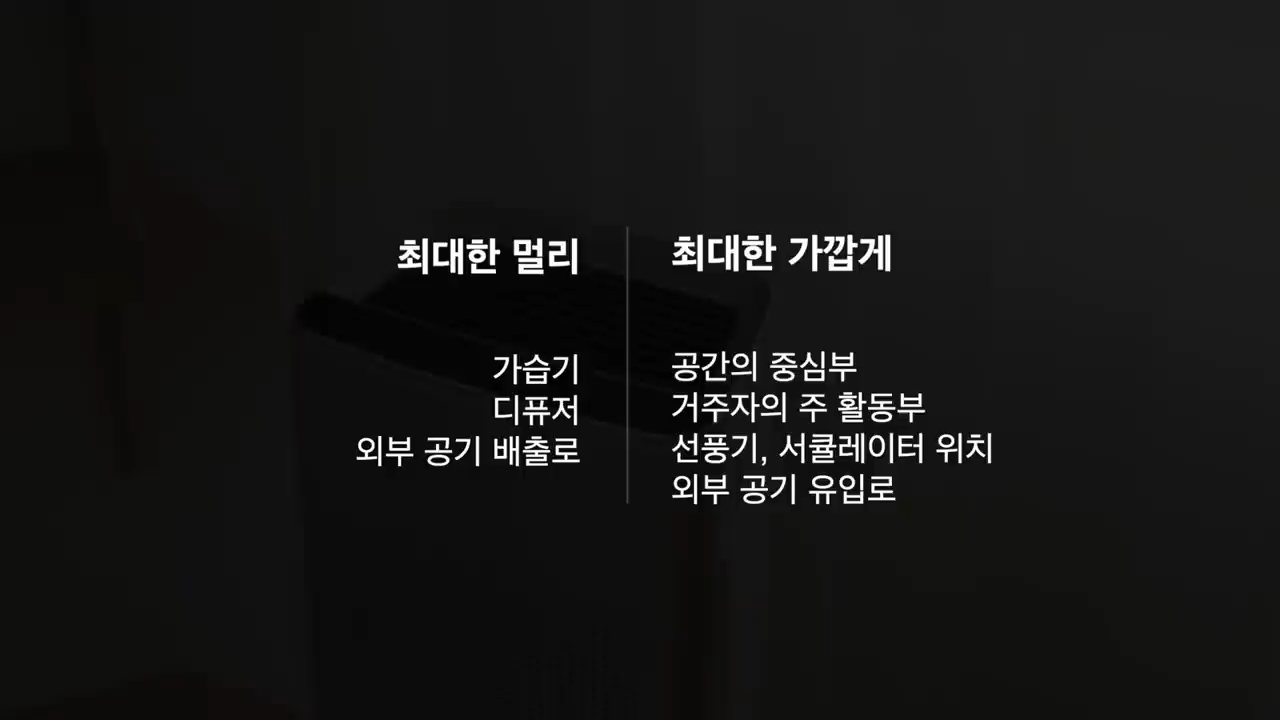 최대한 멀리
가습기
디퓨저
외부 공기 배출로
최대한 가깝게
공간의 중심부
거주자의 주 활동부
선풍기, 서큘레이터 위치
외부 공기 유입로